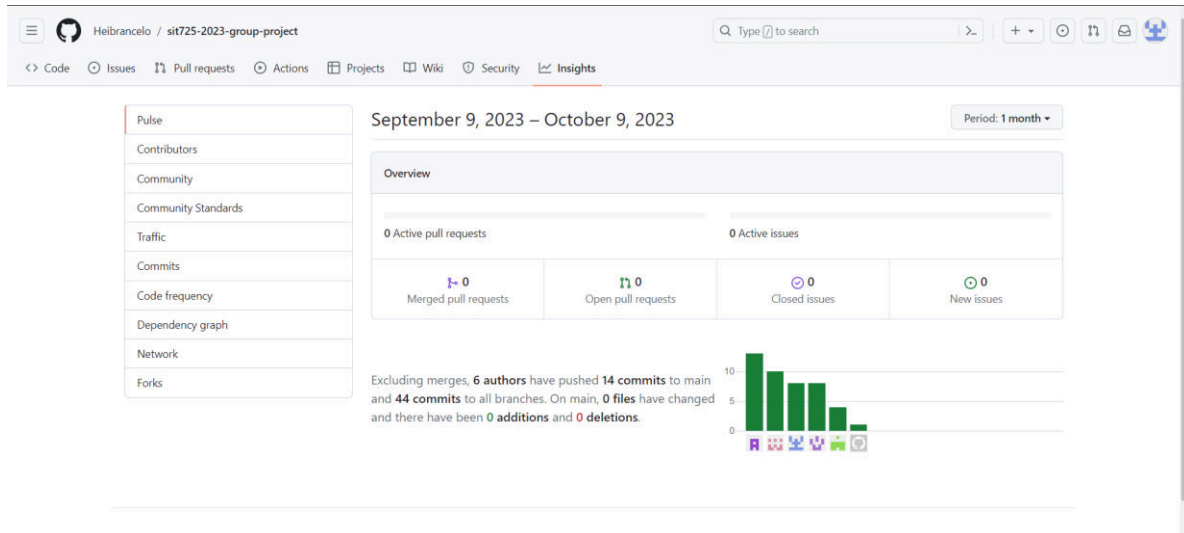 Heibrancelo / sit725-2023-group-project
Type / to search
<> Code Issues Pull requests Actions Projects Wiki Security Insights
Pulse
Contributors
Community
Community Standards
Traffic
Commits
Code frequency
Dependency graph
Network
Forks
September 9, 2023 – October 9, 2023
Period: 1 month
Overview
0 Active pull requests
0 Active issues
0
Merged pull requests
0
Open pull requests
0
Closed issues
0
New issues
Excluding merges, 6 authors have pushed 14 commits to main
and 44 commits to all branches. On main, 0 files have changed
and there have been 0 additions and 0 deletions.
10
5
0